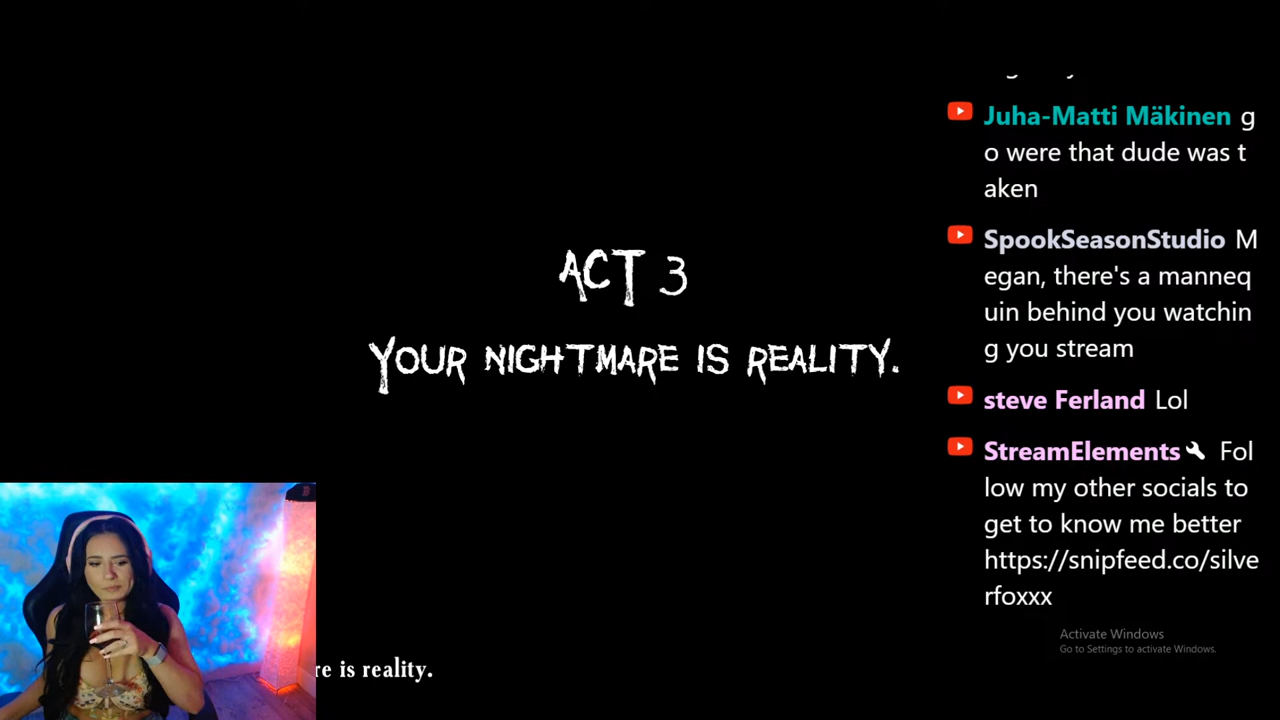 ACT 3
YOUR NIGHTMARE IS REALITY.
re is reality.
Juha-Matti Mäkinen g
o were that dude was t
aken
SpookSeasonStudio M
egan, there's a mannequ
uin behind you watchin
g you stream
steve Ferland Lol
StreamElements Fol
low my other socials to
get to know me better
https://snipfeed.co/silve
rfoxxx
Activate Windows
Go to Settings to activate Windows.